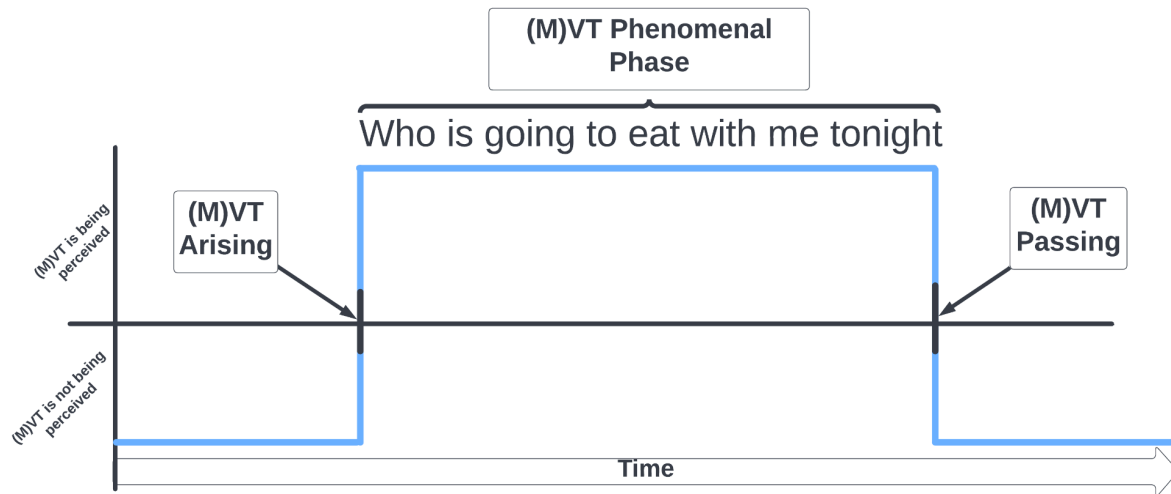 (M)VT Phenomenal
Phase
Who is going to eat with me tonight
(M)VT
Arising
(M)VT
Passing
(M)VT is being
perceived
(M)VT is not being
perceived
Time